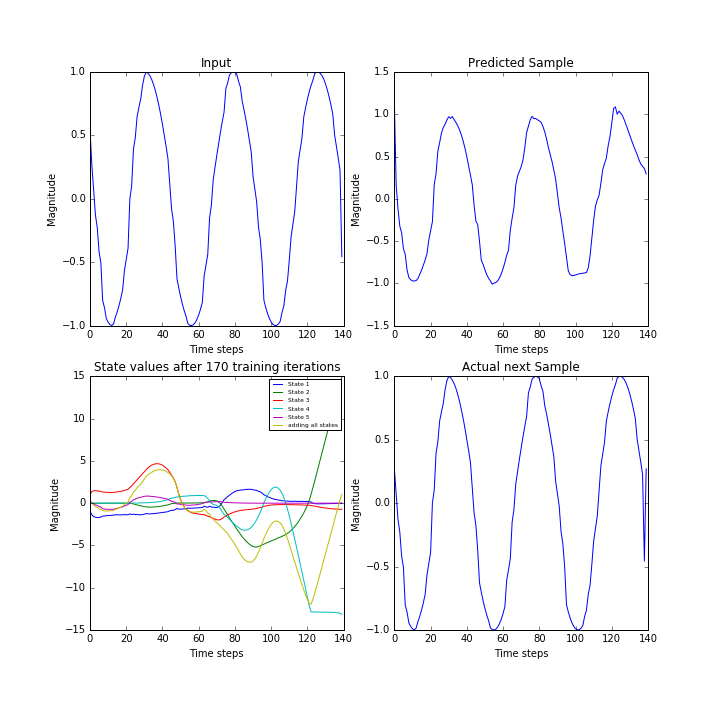 Input
Magnitude
1.0
0.5
0.0
−0.5
−1.0
0 20 40 60 80 100 120 140
Time steps
Predicted Sample
Magnitude
1.5
1.0
0.5
0.0
−0.5
−1.0
−1.5
0 20 40 60 80 100 120 140
Time steps
State values after 170 training iterations
Magnitude
15
10
5
0
−5
−10
−15
State 1
State 2
State 3
State 4
State 5
adding all states
0 20 40 60 80 100 120 140
Time steps
Actual next Sample
Magnitude
1.0
0.5
0.0
−0.5
−1.0
0 20 40 60 80 100 120 140
Time steps